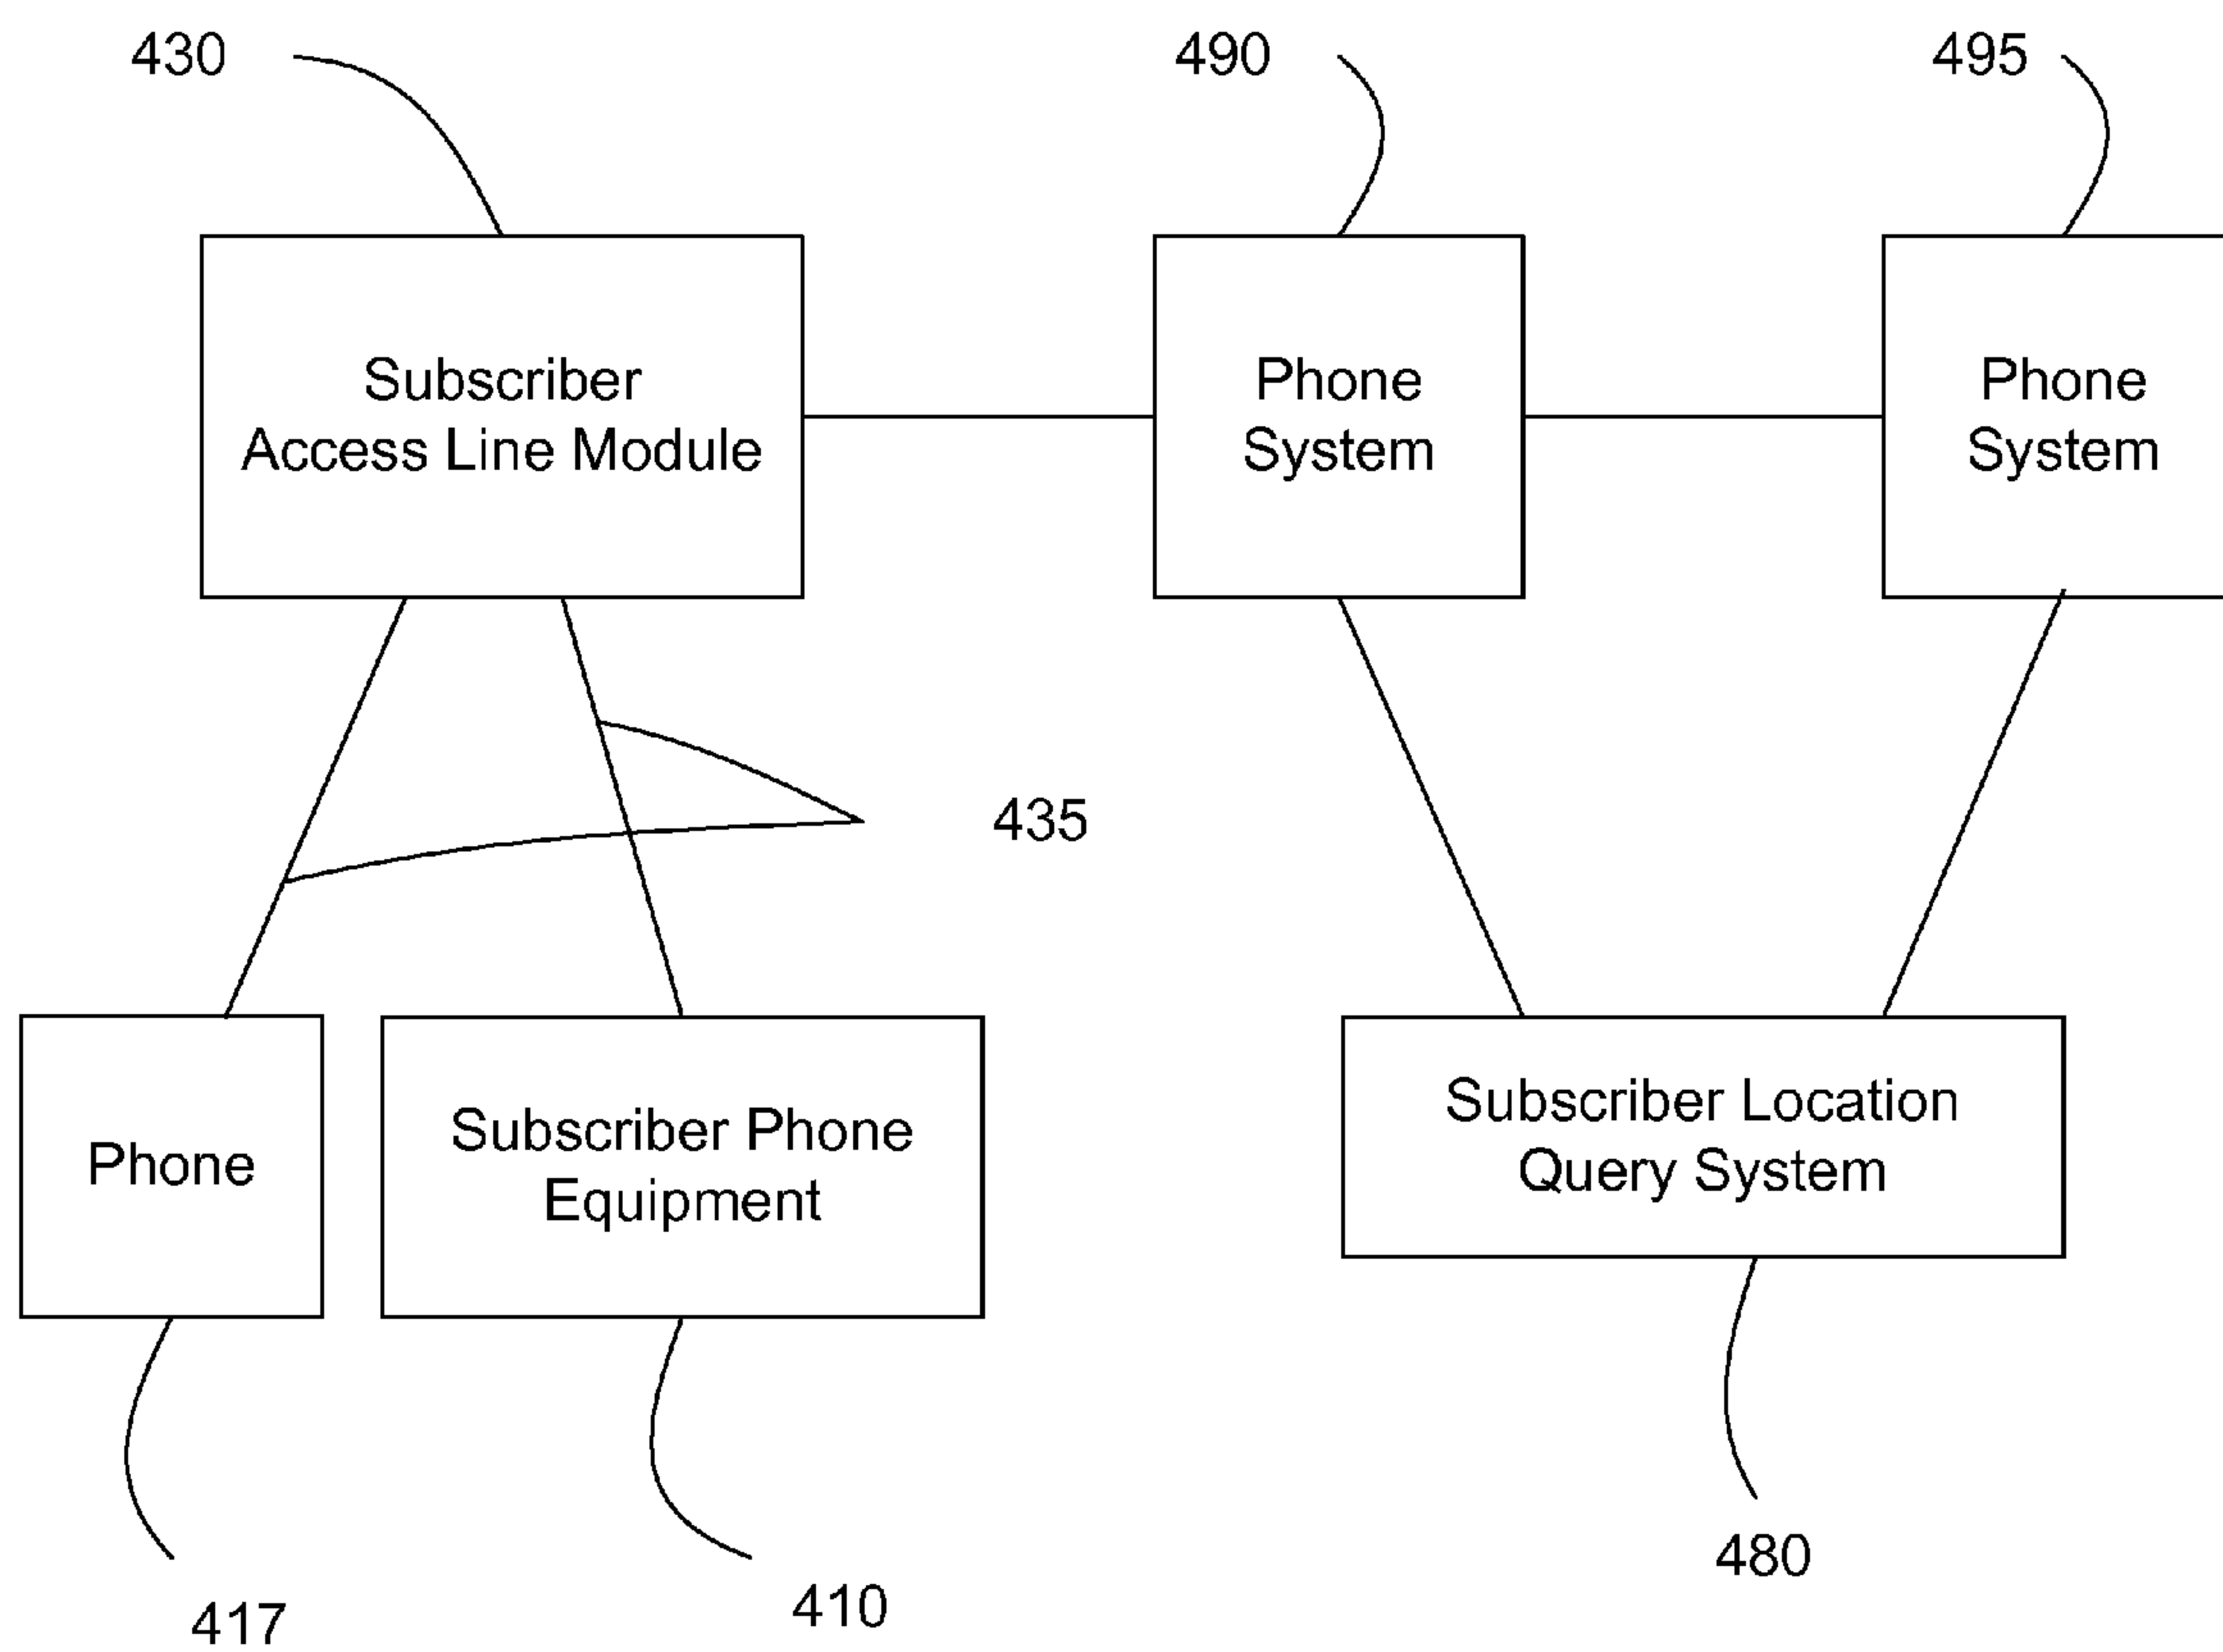 430
490
495
Subscriber
Access Line Module
Phone
System
Phone
System
435
Phone
Subscriber Phone
Equipment
Subscriber Location
Query System
480
410
417